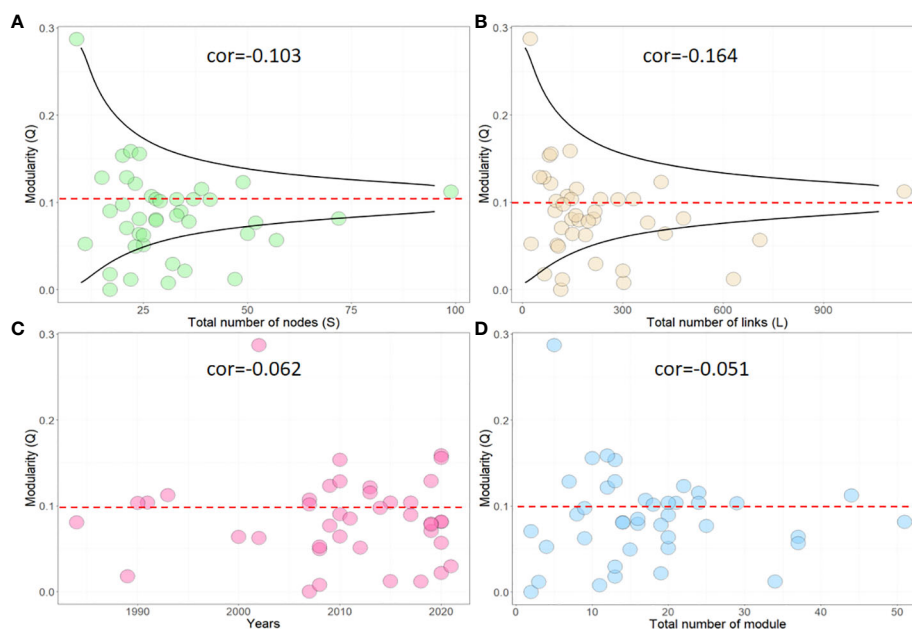 A
cor=-0.103
Modularity (Q)
0.3
0.2
0.1
0.0
25 50 75 100
Total number of nodes (S)
B
cor=-0.164
Modularity (Q)
0.3
0.2
0.1
0.0
0 300 600 900
Total number of links (L)
C
cor=-0.062
Modularity (Q)
0.3
0.2
0.1
0.0
1990 2000 2010 2020
Years
D
cor=-0.051
Modularity (Q)
0.3
0.2
0.1
0.0
0 10 20 30 40 50
Total number of module